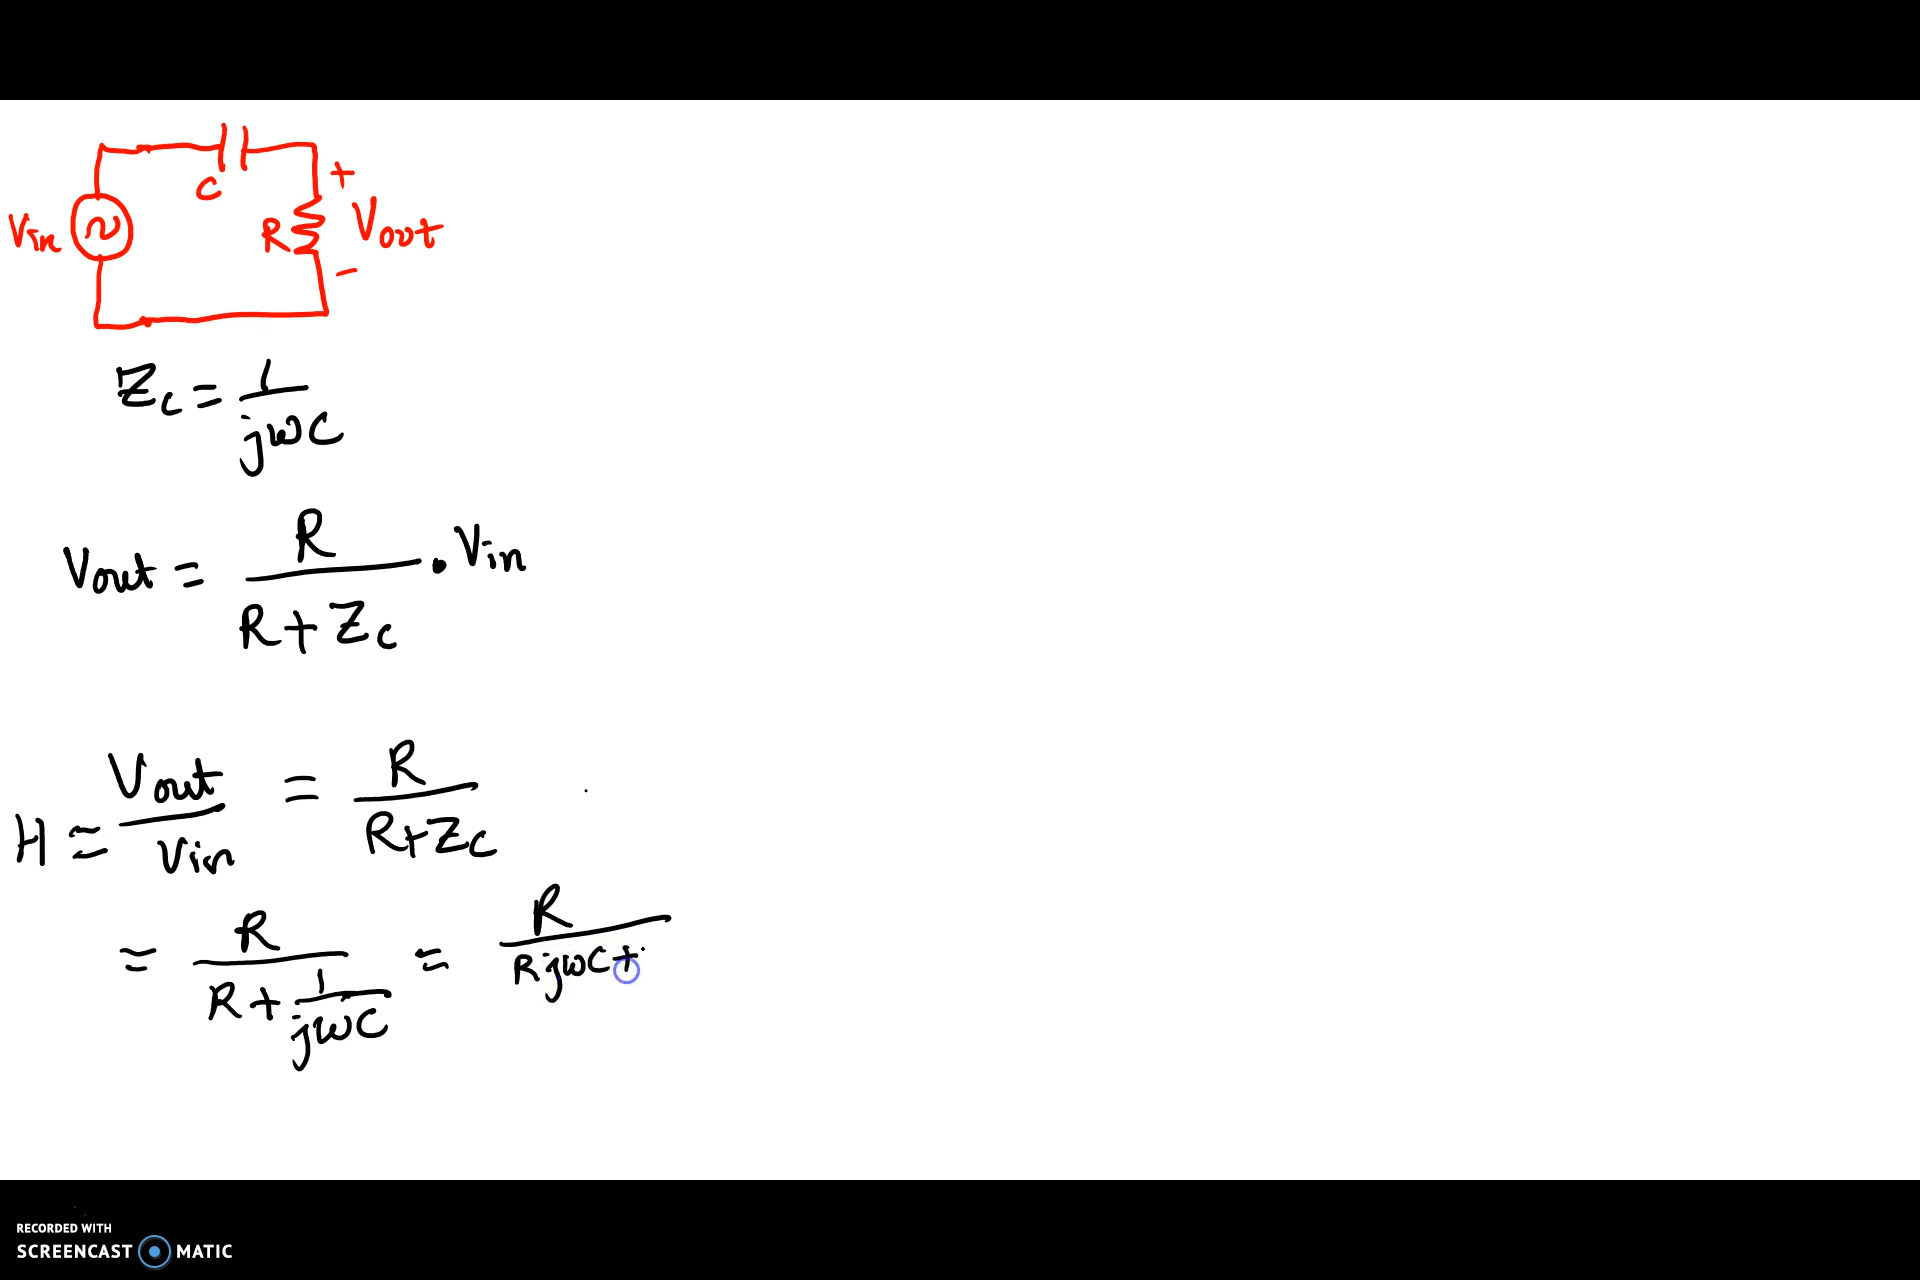 C
+
Vin
R
Vout
-
Zc = 1/jωC
Vout = R/(R+Zc) · Vin
H = Vout/Vin = R/(R+Zc)
= R/(R+1/jωC) = R/(RjωC+
RECORDED WITH
SCREENCAST MATIC